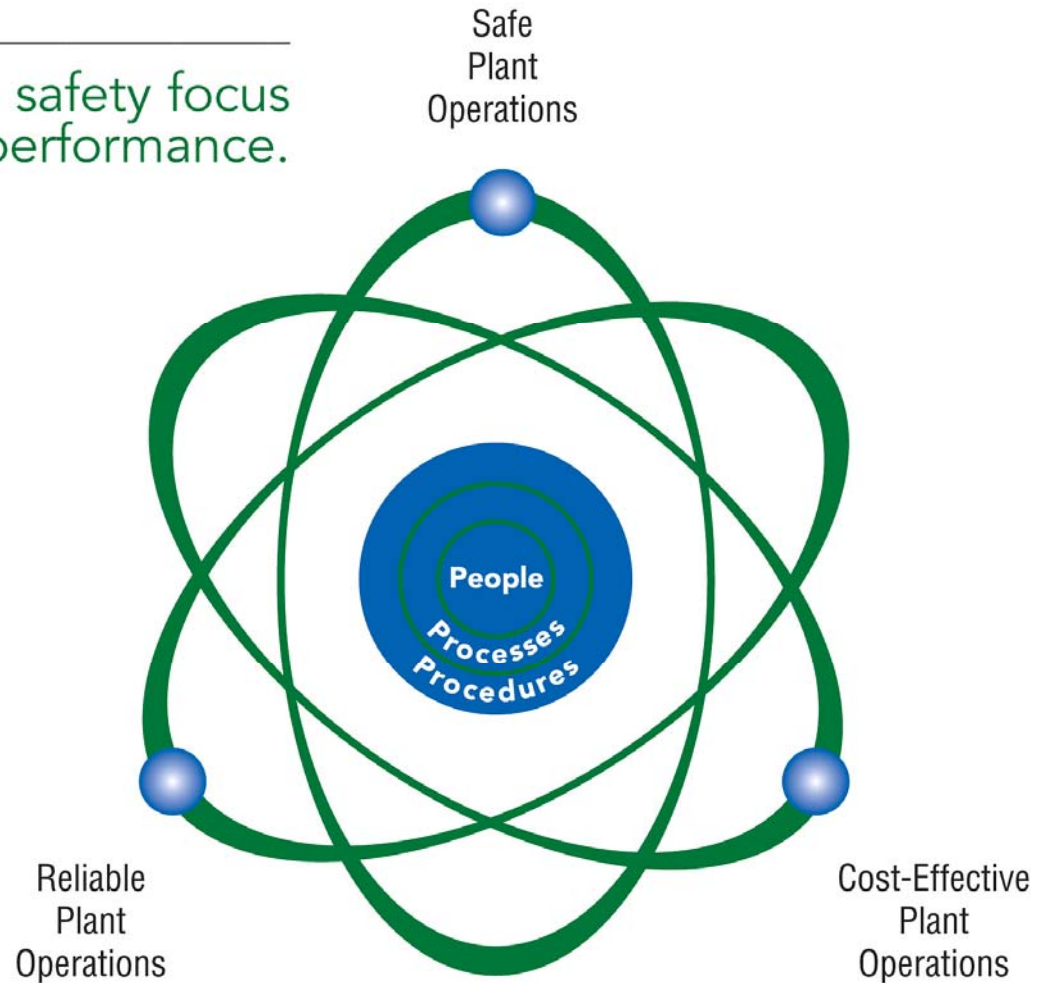 Safe
Plant
Operations
safety focus
performance.
People
Processes
Procedures
Reliable
Plant
Operations
Cost-Effective
Plant
Operations